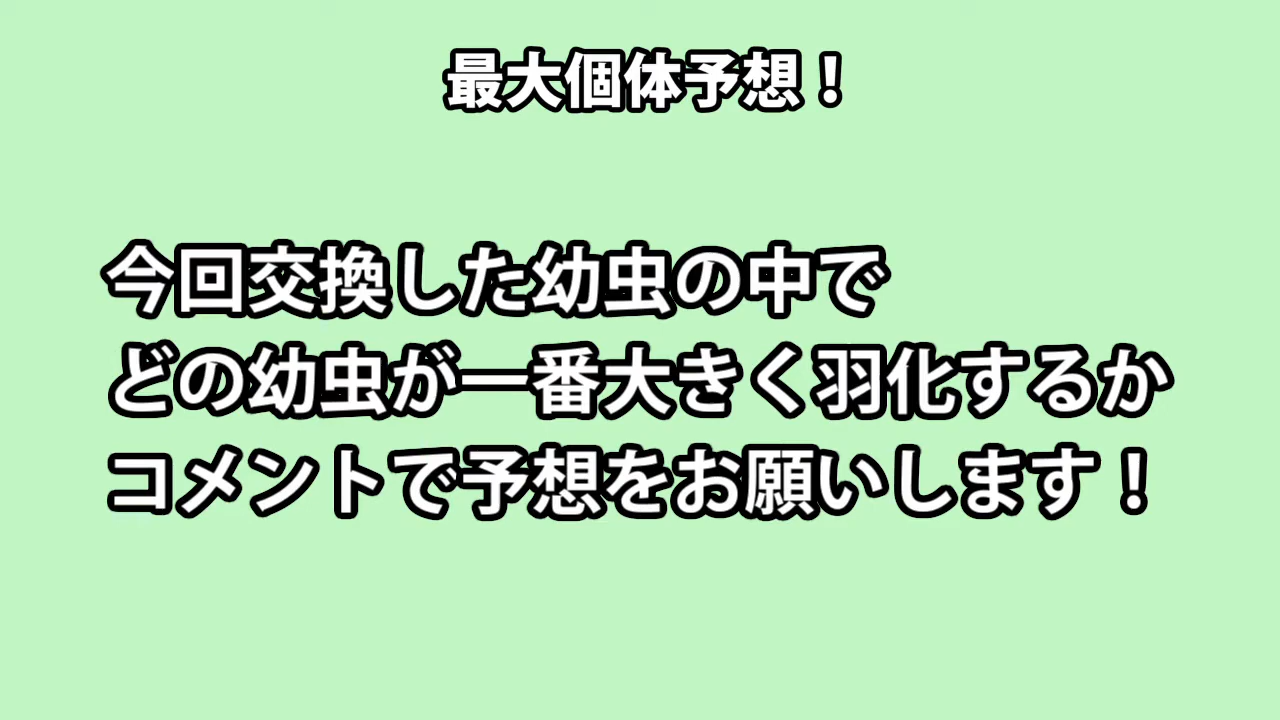 最大個体予想！
今回交換した幼虫の中で
どの幼虫が一番大きく羽化するか
コメントで予想をお願いします！